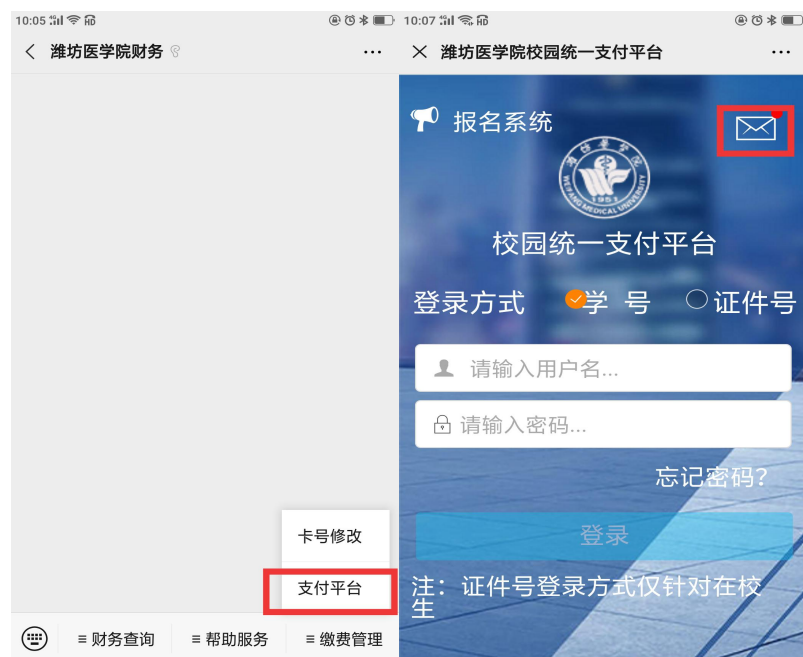 10:05
潍坊医学院财务
卡号修改
支付平台
财务查询
帮助服务
缴费管理
10:07
潍坊医学院校园统一支付平台
报名系统
WEIFANG MEDICAL UNIVERSITY
1951
校园统一支付平台
登录方式 学 号 证件号
请输入用户名...
请输入密码...
忘记密码?
登录
注：证件号登录方式仅针对在校
生